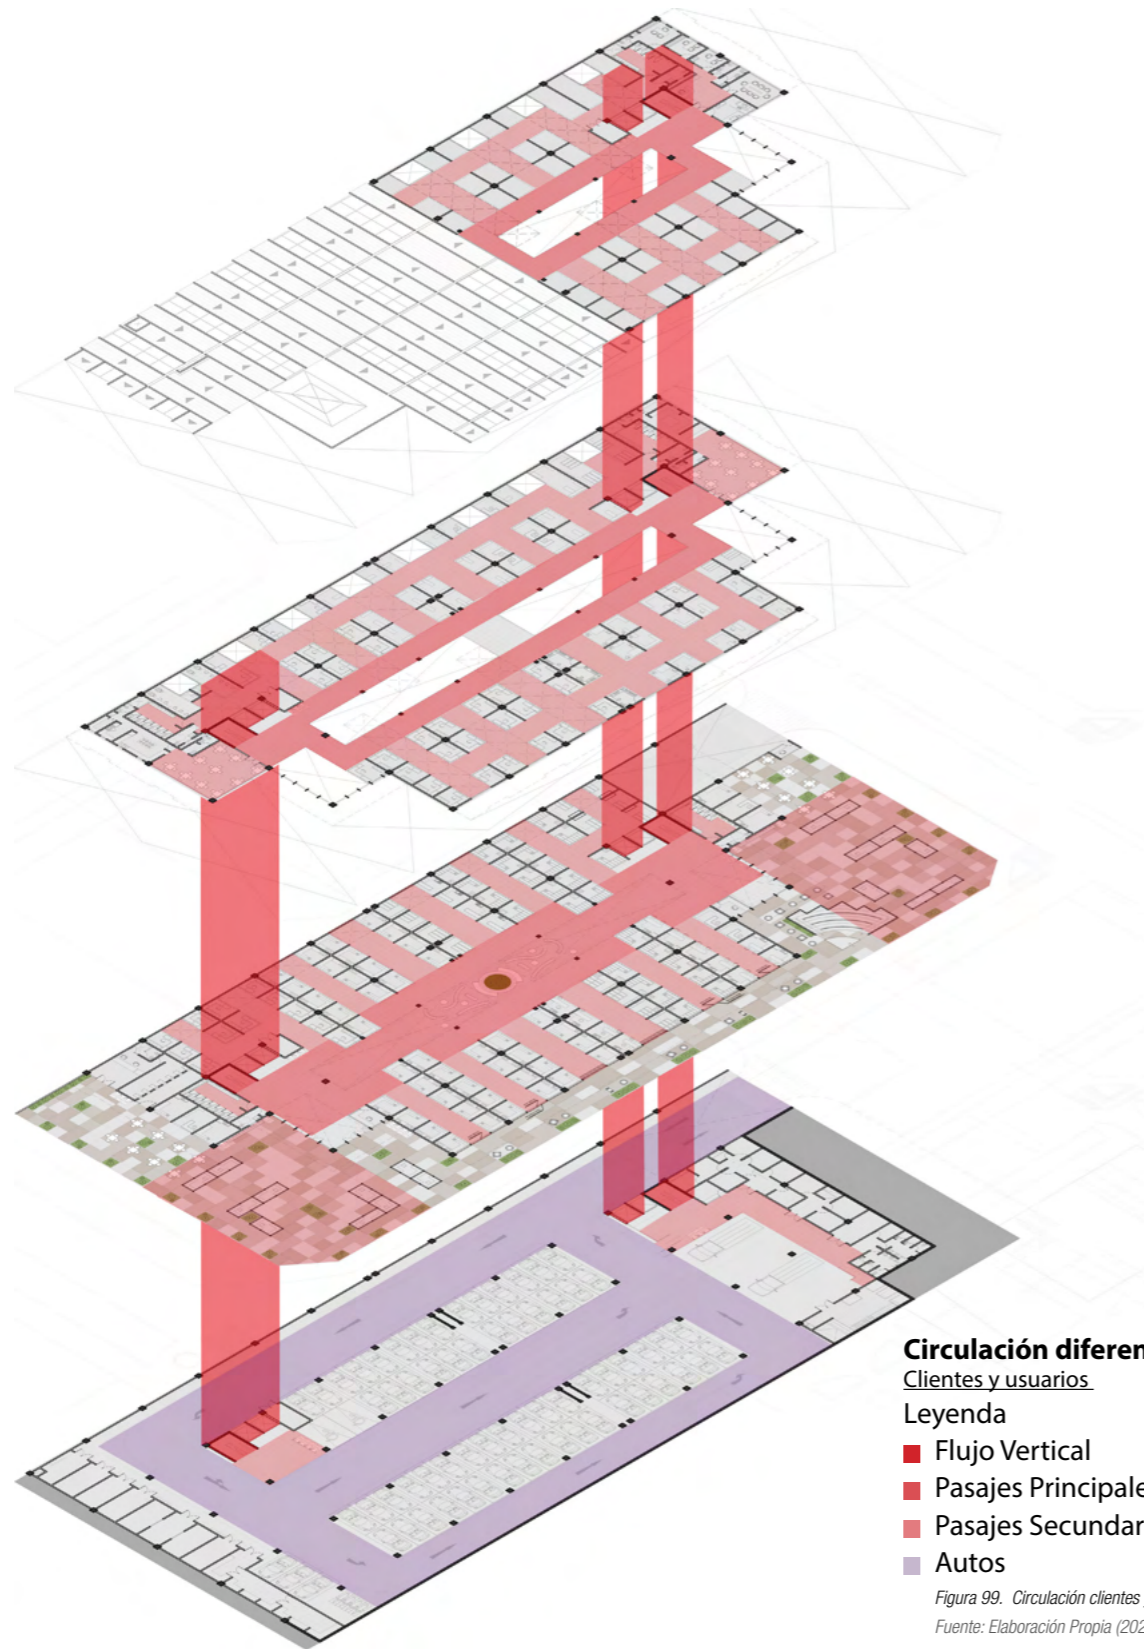 Circulación diferen
Clientes y usuarios
Leyenda
Flujo Vertical
Pasajes Principale
Pasajes Secundar
Autos
Figura 99. Circulación clientes
Fuente: Elaboración Propia (202